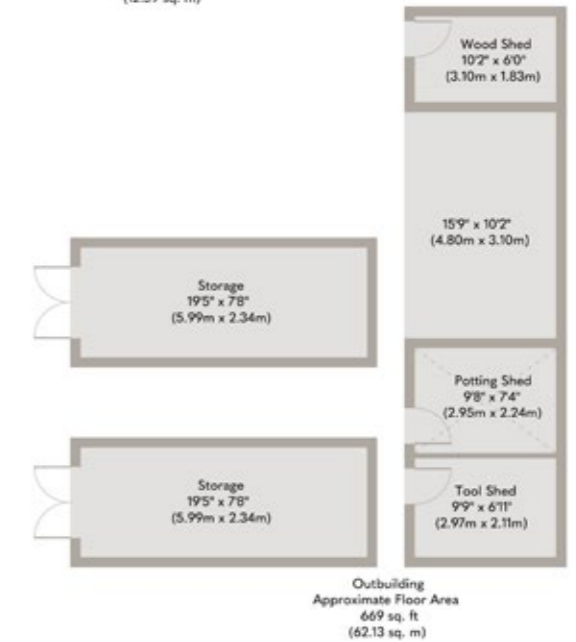 (12.59 sq. m)
Wood Shed
10'2" x 6'0"
(3.10m x 1.83m)
15'9" x 10'2"
(4.80m x 3.10m)
Storage
19'5" x 7'8"
(5.99m x 2.34m)
Potting Shed
9'8" x 7'4"
(2.95m x 2.24m)
Storage
19'5" x 7'8"
(5.99m x 2.34m)
Tool Shed
9'9" x 6'11"
(2.97m x 2.11m)
Outbuilding
Approximate Floor Area
669 sq. ft
(62.13 sq. m)